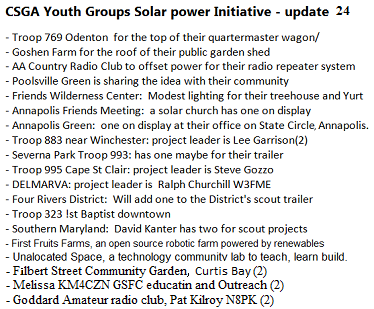 CSGA Youth Groups Solar power Initiative - update 24
- Troop 769 Odenton  for the top of their quartermaster wagon/
- Goshen Farm for the roof of their public garden shed
- AA Country Radio Club to offset power for their radio repeater system
- Poolsville Green is sharing the idea with their community
- Friends Wilderness Center:  Modest lighting for their treehouse and Yurt
- Annapolis Friends Meeting:  a solar church has one on display
- Annapolis Green:  one on display at their office on State Circle, Annapolis.
- Troop 883 near Winchester: project leader is Lee Garrison(2)
- Severna Park Troop 993: has one maybe for their trailer
- Troop 995 Cape St Clair: project leader is Steve Gozzo
- DELMARVA: project leader is  Ralph Churchill W3FME
- Four Rivers District:  Will add one to the District's scout trailer
- Troop 323 !st Baptist downtown
- Southern Maryland:  David Kanter has two for scout projects
- First Fruits Farms, an open source robotic farm powered by renewables
- Unalocated Space, a technology community lab to teach, learn build.
- Filbert Street Community Garden, Curtis Bay (2)
- Melissa KM4CZN GSFC educatin and Outreach (2)
- Goddard Amateur radio club, Pat Kilroy N8PK (2)